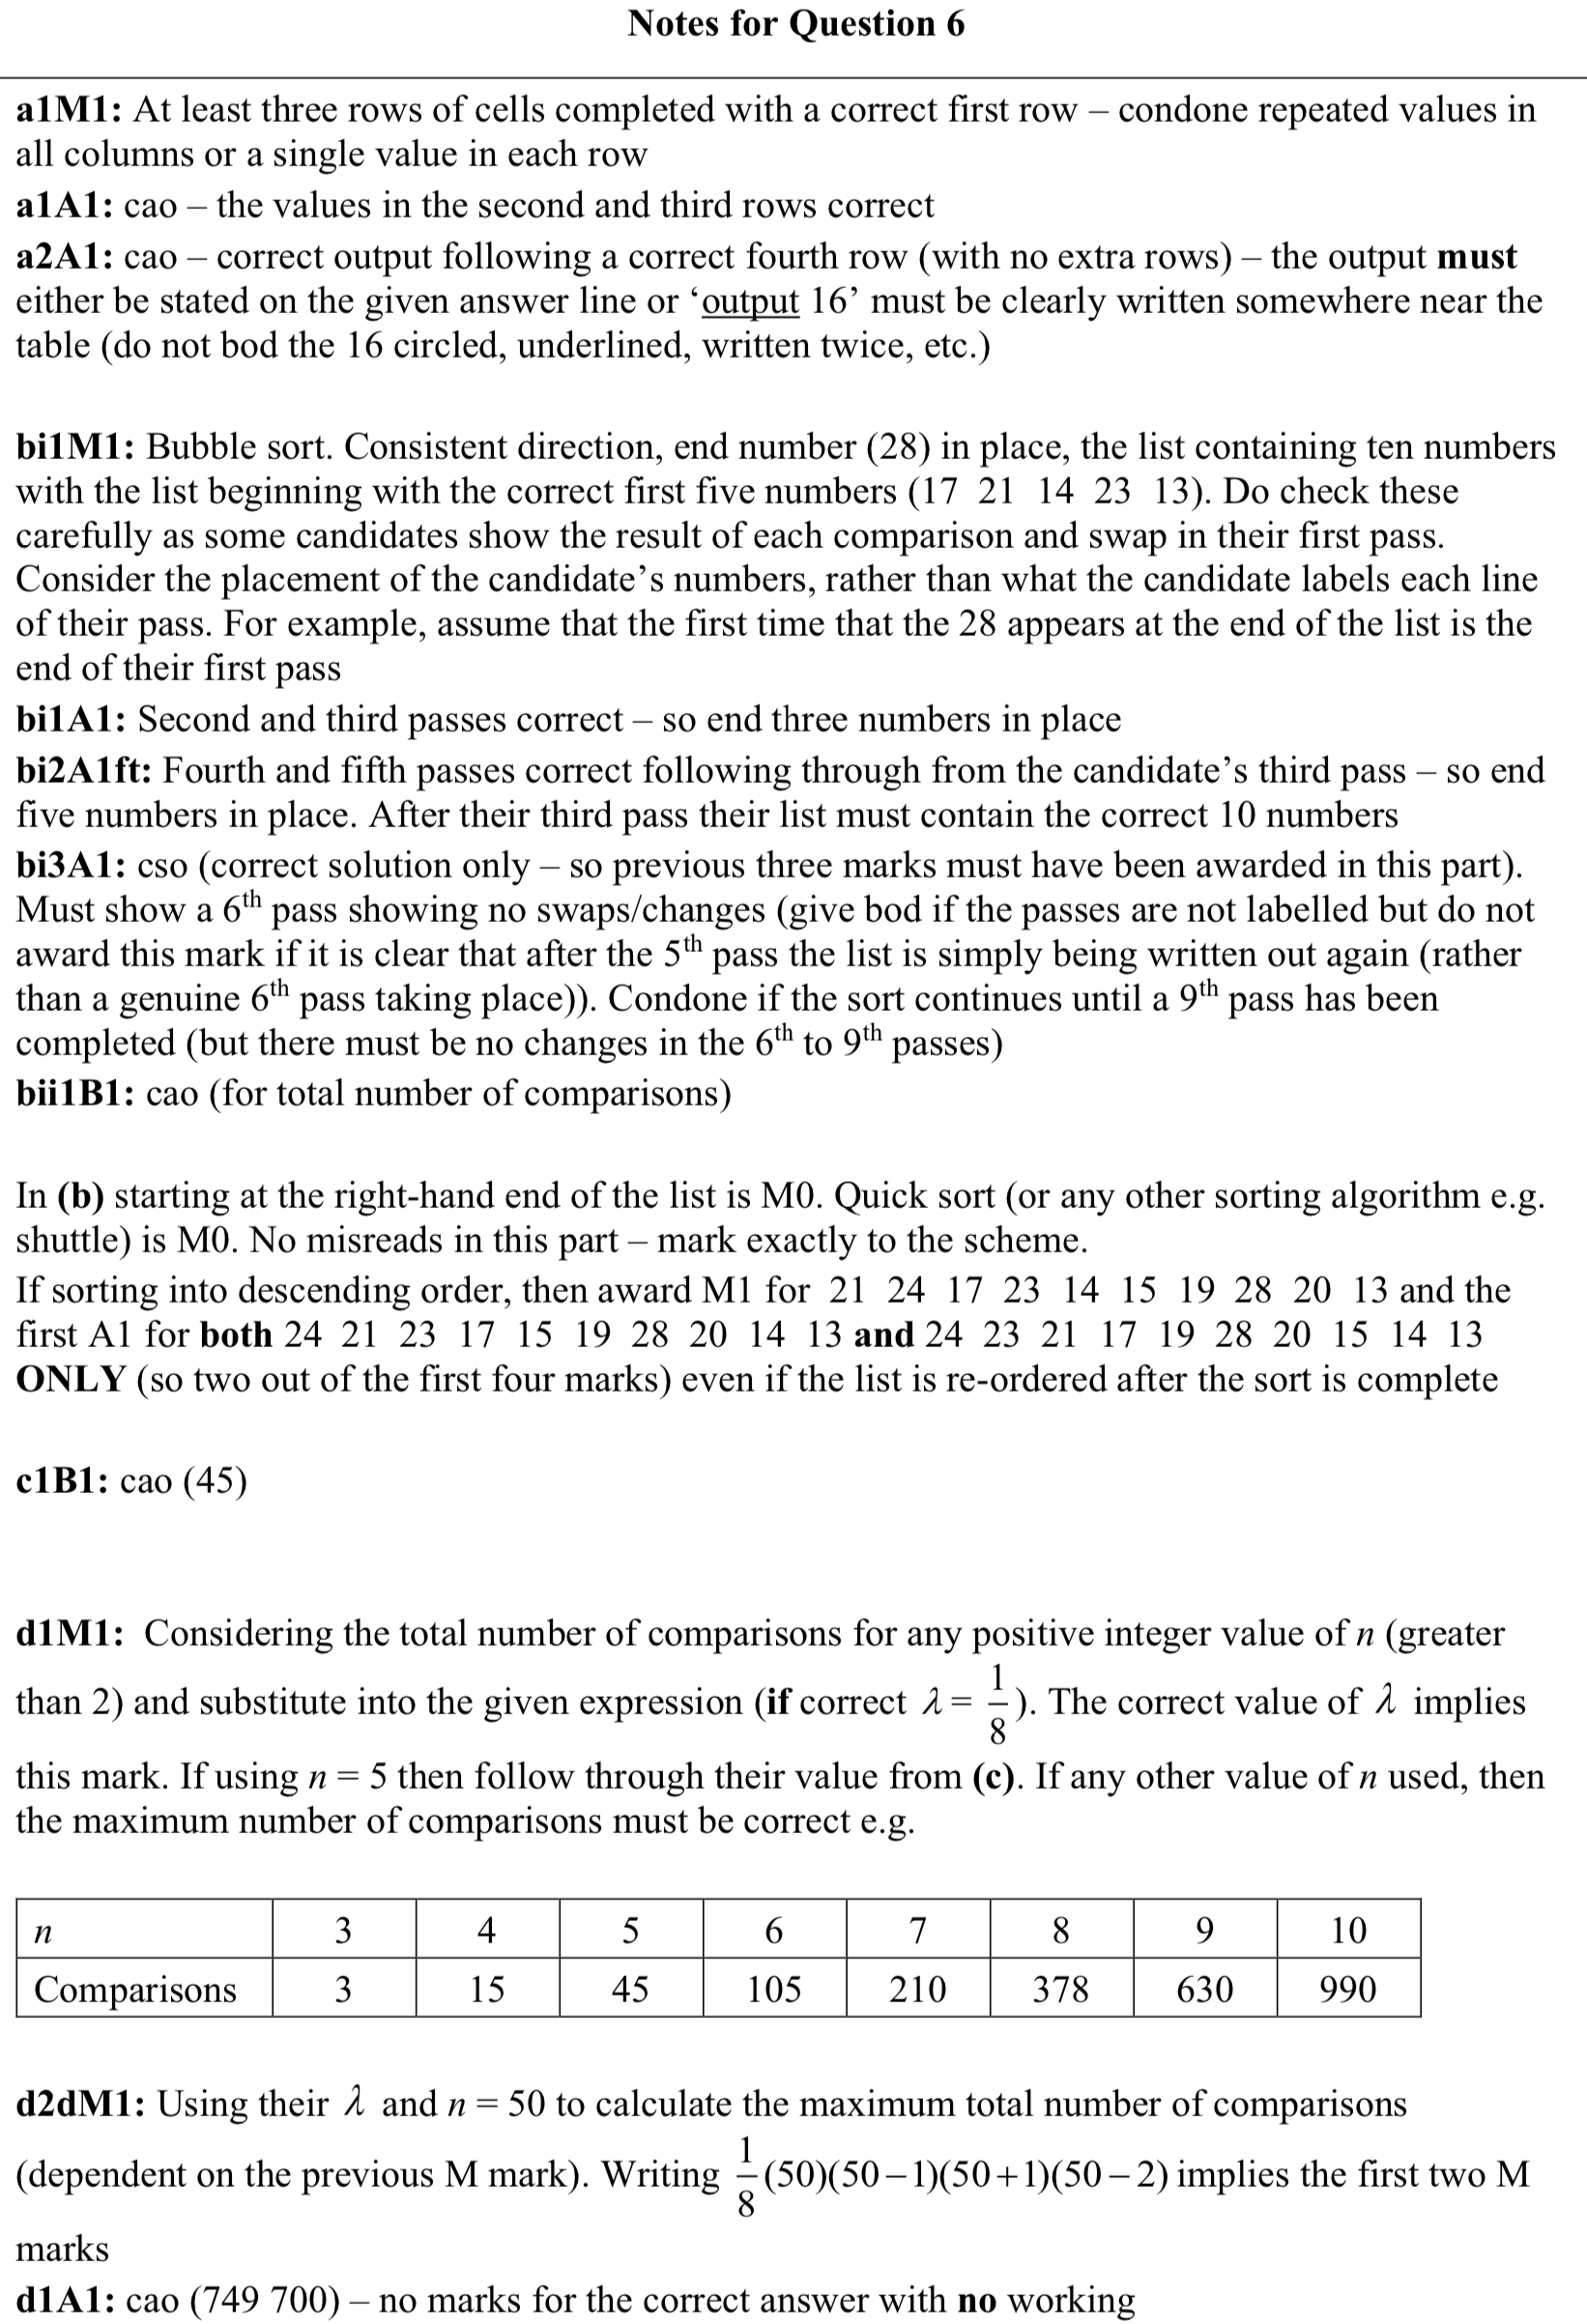 Notes for Question 6
a1M1: At least three rows of cells completed with a correct first row – condone repeated values in
all columns or a single value in each row
a1A1: cao – the values in the second and third rows correct
a2A1: cao – correct output following a correct fourth row (with no extra rows) – the output must
either be stated on the given answer line or ‘output 16’ must be clearly written somewhere near the
table (do not bod the 16 circled, underlined, written twice, etc.)
bi1M1: Bubble sort. Consistent direction, end number (28) in place, the list containing ten numbers
with the list beginning with the correct first five numbers (17 21 14 23 13). Do check these
carefully as some candidates show the result of each comparison and swap in their first pass.
Consider the placement of the candidate’s numbers, rather than what the candidate labels each line
of their pass. For example, assume that the first time that the 28 appears at the end of the list is the
end of their first pass
bi1A1: Second and third passes correct – so end three numbers in place
bi2A1ft: Fourth and fifth passes correct following through from the candidate’s third pass – so end
five numbers in place. After their third pass their list must contain the correct 10 numbers
bi3A1: cso (correct solution only – so previous three marks must have been awarded in this part).
Must show a 6th pass showing no swaps/changes (give bod if the passes are not labelled but do not
award this mark if it is clear that after the 5th pass the list is simply being written out again (rather
than a genuine 6th pass taking place)). Condone if the sort continues until a 9th pass has been
completed (but there must be no changes in the 6th to 9th passes)
bii1B1: cao (for total number of comparisons)
In (b) starting at the right-hand end of the list is M0. Quick sort (or any other sorting algorithm e.g.
shuttle) is M0. No misreads in this part – mark exactly to the scheme.
If sorting into descending order, then award M1 for 21 24 17 23 14 15 19 28 20 13 and the
first A1 for both 24 21 23 17 15 19 28 20 14 13 and 24 23 21 17 19 28 20 15 14 13
ONLY (so two out of the first four marks) even if the list is re-ordered after the sort is complete
c1B1: cao (45)
d1M1: Considering the total number of comparisons for any positive integer value of n (greater
than 2) and substitute into the given expression (if correct λ = 1/8). The correct value of λ implies
this mark. If using n = 5 then follow through their value from (c). If any other value of n used, then
the maximum number of comparisons must be correct e.g.
n 3 4 5 6 7 8 9 10
Comparisons 3 15 45 105 210 378 630 990
d2dM1: Using their λ and n = 50 to calculate the maximum total number of comparisons
(dependent on the previous M mark). Writing 1/8(50)(50 – 1)(50 + 1)(50 – 2) implies the first two M
marks
d1A1: cao (749 700) – no marks for the correct answer with no working